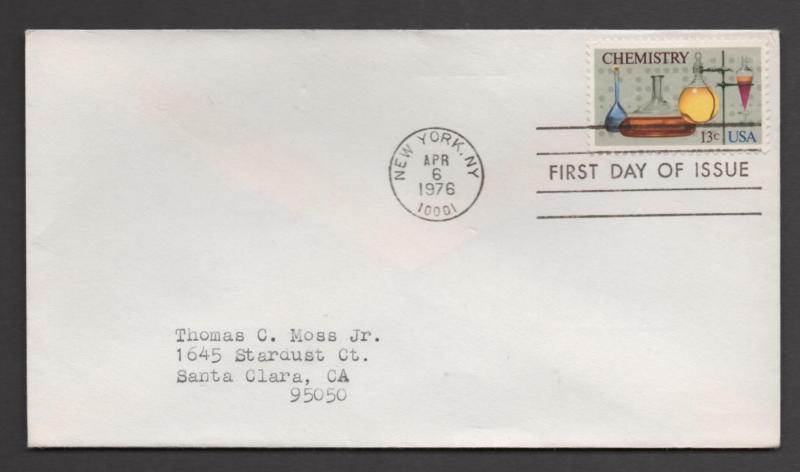 CHEMISTRY
13c USA
NEW YORK, NY
APR
6
1976
10001
FIRST DAY OF ISSUE
Thomas C. Moss Jr.
1645 Stardust Ct.
Santa Clara, CA
95050